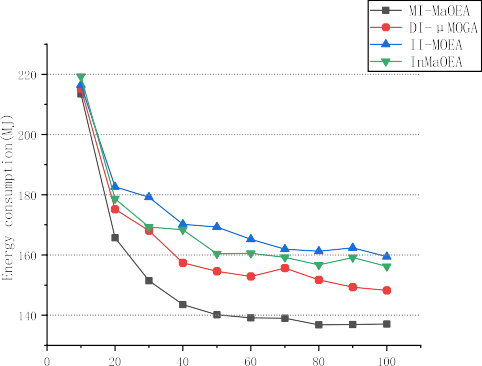 MI-MaOEA
DI-μMOGA
II-MOEA
InMaOEA
Energy consumption(MJ)
220
200
180
160
140
0 20 40 60 80 100